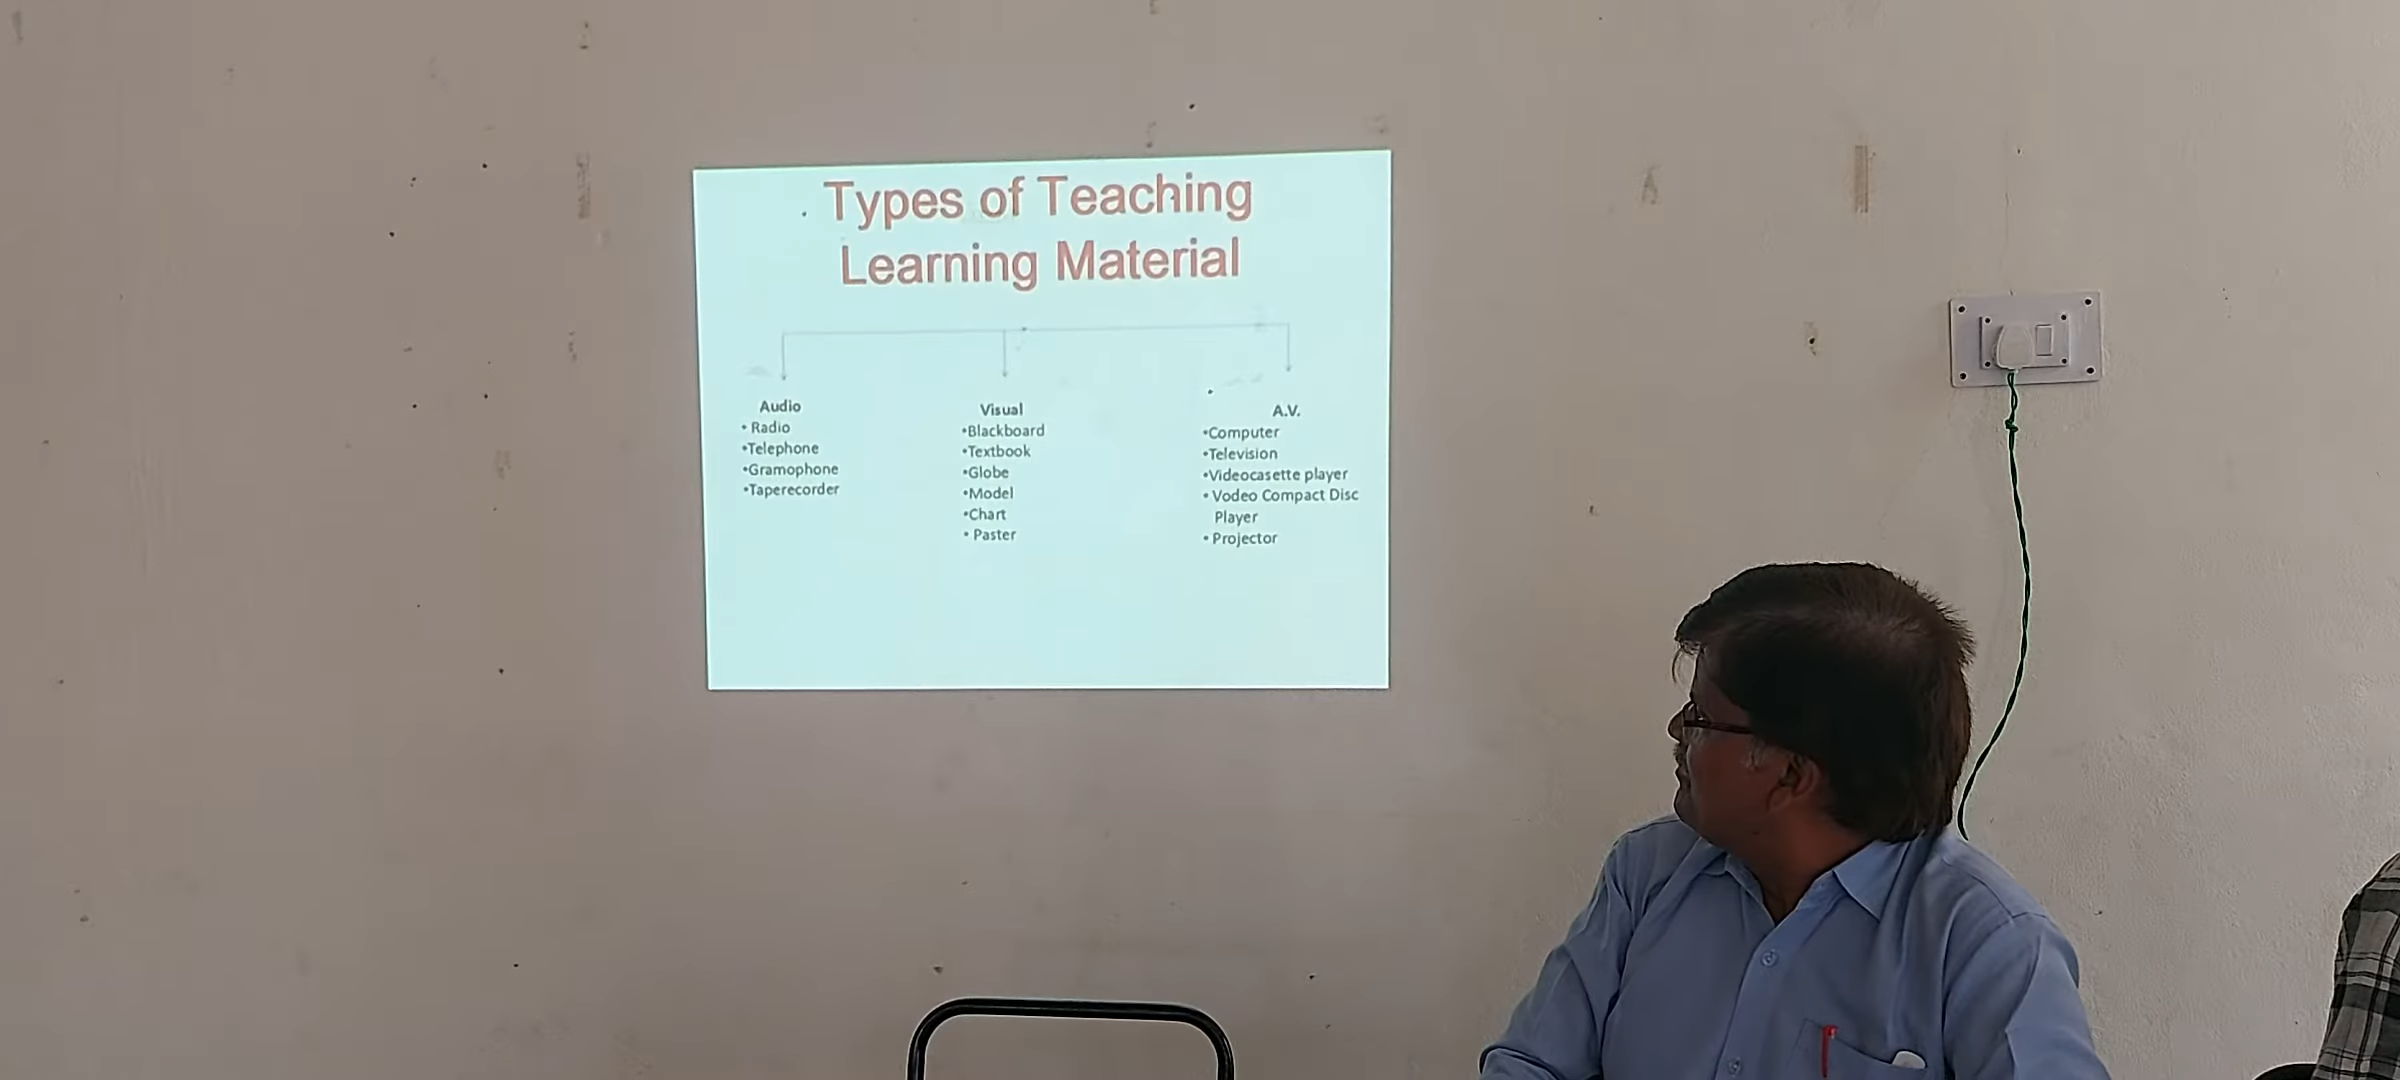 Types of Teaching
Learning Material
Audio
• Radio
•Telephone
•Gramophone
•Taperecorder
Visual
•Blackboard
•Textbook
•Globe
•Model
•Chart
• Paster
A.V.
•Computer
•Television
•Videocasette player
• Vodeo Compact Disc
Player
• Projector